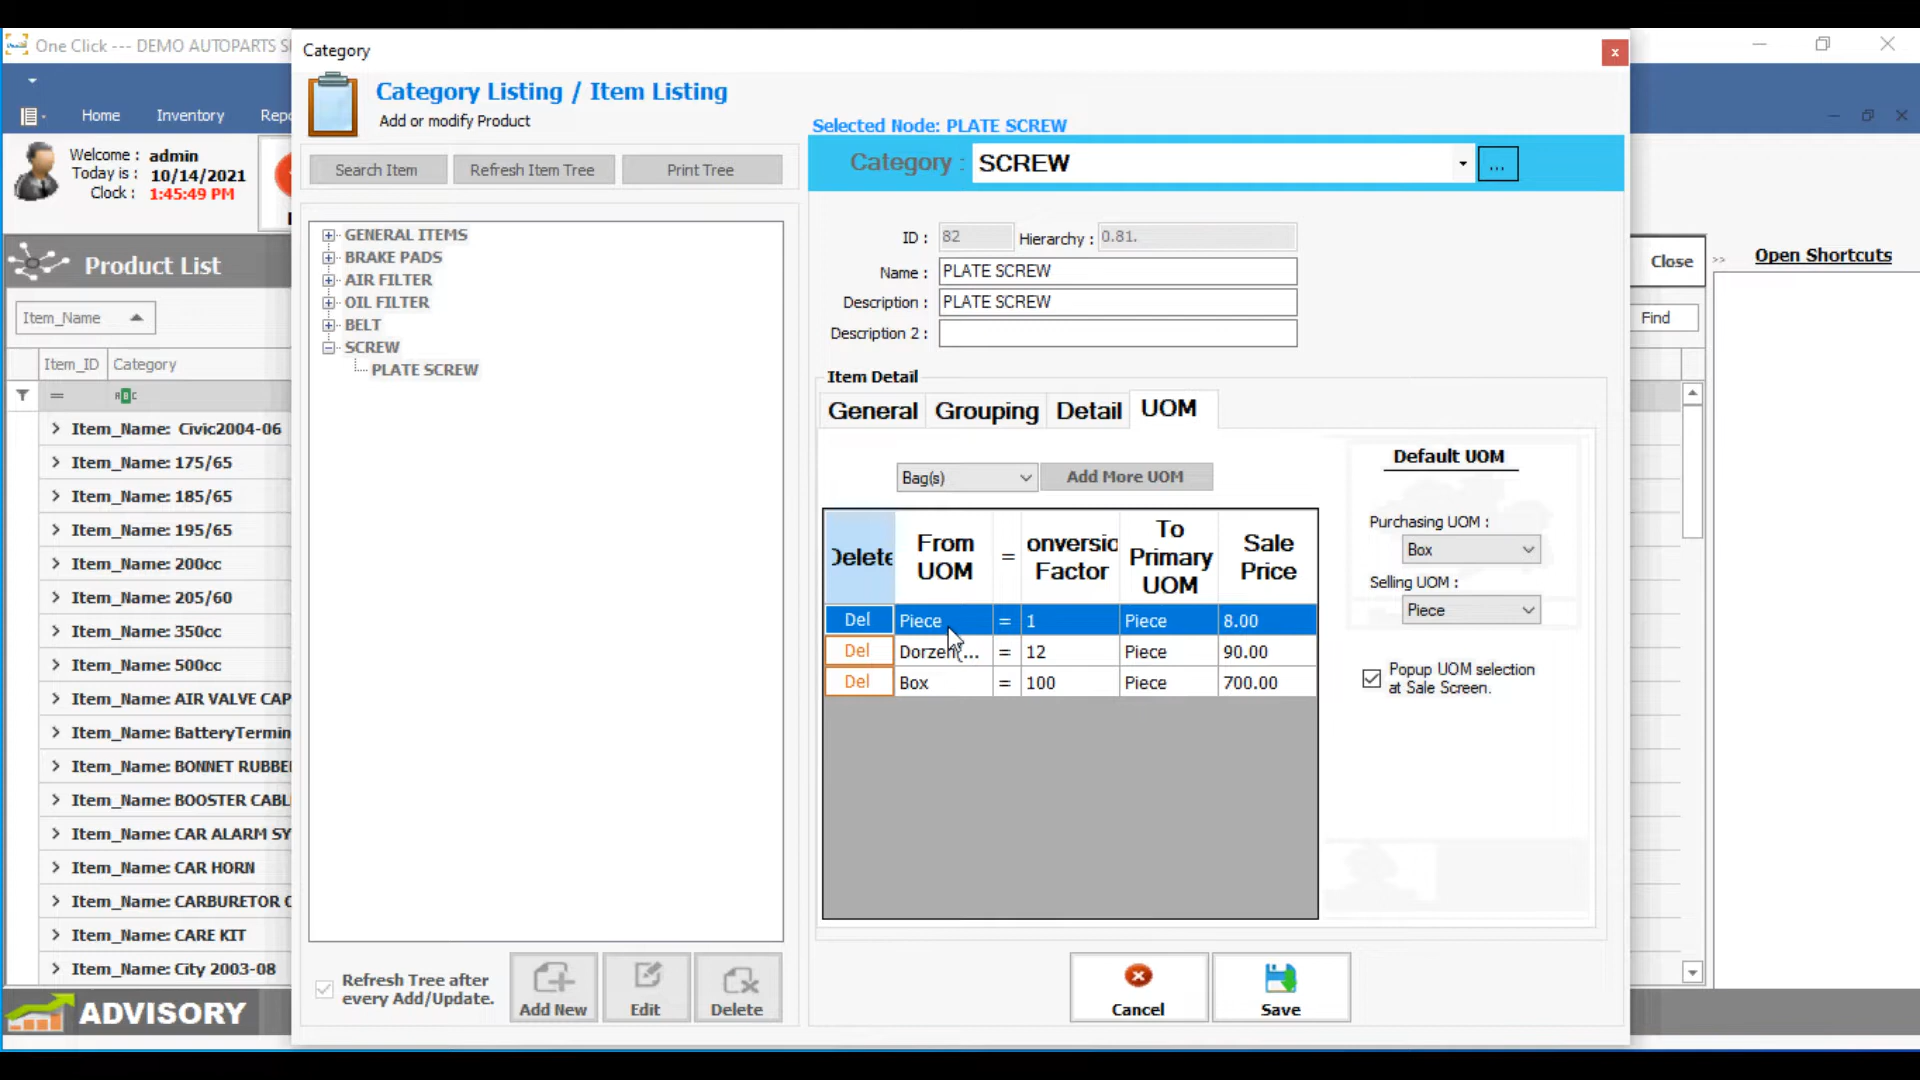 One Click --- DEMO AUTOPARTS S
Category
Home
Inventory
Rep
Welcome : admin
Today is : 10/14/2021
Clock : 1:45:49 PM
Category Listing / Item Listing
Add or modify Product
Search Item
Refresh Item Tree
Print Tree
Selected Node: PLATE SCREW
Category : SCREW
...
Product List
Close
>>
Open Shortcuts
Item_Name
Find
Item_ID
Category
=
ABC
Item_Name: Civic2004-06
Item_Name: 175/65
Item_Name: 185/65
Item_Name: 195/65
Item_Name: 200cc
Item_Name: 205/60
Item_Name: 350cc
Item_Name: 500cc
Item_Name: AIR VALVE CAP
Item_Name: BatteryTermin
Item_Name: BONNET RUBBE
Item_Name: BOOSTER CABL
Item_Name: CAR ALARM SY
Item_Name: CAR HORN
Item_Name: CARBURETOR C
Item_Name: CARE KIT
Item_Name: City 2003-08
ADVISORY
GENERAL ITEMS
BRAKE PADS
AIR FILTER
OIL FILTER
BELT
SCREW
PLATE SCREW
Refresh Tree after
every Add/Update.
Add New
Edit
Delete
ID : 82
Hierarchy : 0.81.
Name : PLATE SCREW
Description : PLATE SCREW
Description 2 :
Item Detail
General
Grouping
Detail
UOM
Bag(s)
Add More UOM
Delete
From UOM
=
onversio Factor
To Primary UOM
Sale Price
Del Piece = 1 Piece 8.00
Del Dorzen(... = 12 Piece 90.00
Del Box = 100 Piece 700.00
Default UOM
Purchasing UOM :
Box
Selling UOM :
Piece
Popup UOM selection
at Sale Screen.
Cancel
Save